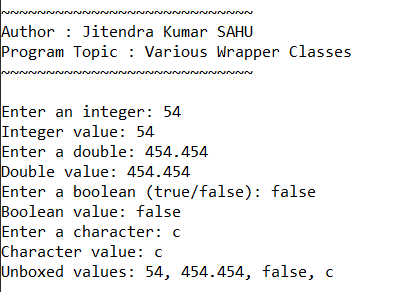 ~~~~~~~~~~~~~~~~~~~~~~~~~~~~
Author : Jitendra Kumar SAHU
Program Topic : Various Wrapper Classes
~~~~~~~~~~~~~~~~~~~~~~~~~~~~
Enter an integer: 54
Integer value: 54
Enter a double: 454.454
Double value: 454.454
Enter a boolean (true/false): false
Boolean value: false
Enter a character: c
Character value: c
Unboxed values: 54, 454.454, false, c